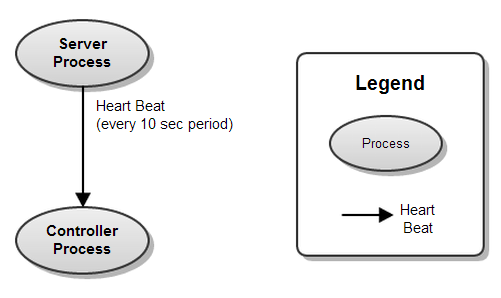 Server
Process
Heart Beat
(every 10 sec period)
Controller
Process
Legend
Process
Heart
Beat